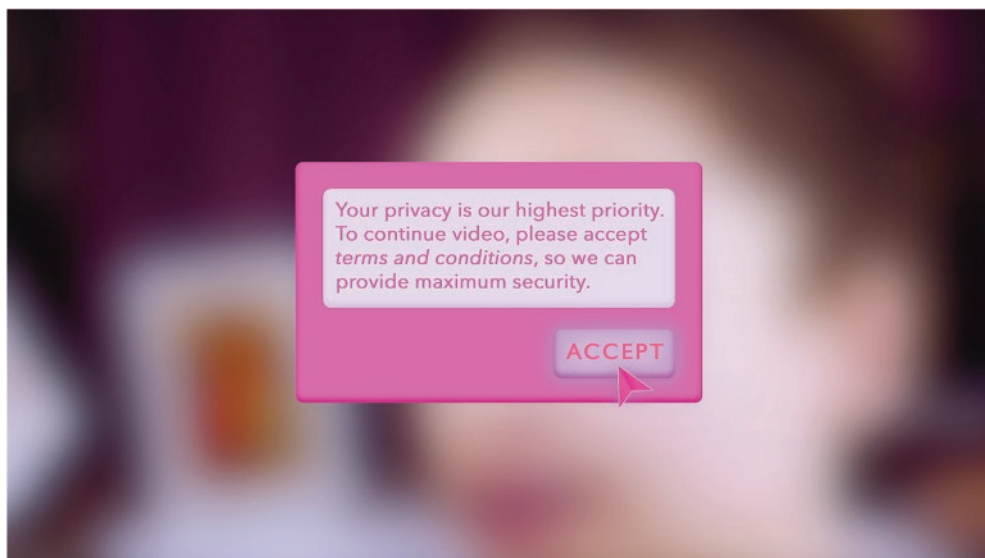 Your privacy is our highest priority.
To continue video, please accept
terms and conditions, so we can
provide maximum security.
ACCEPT